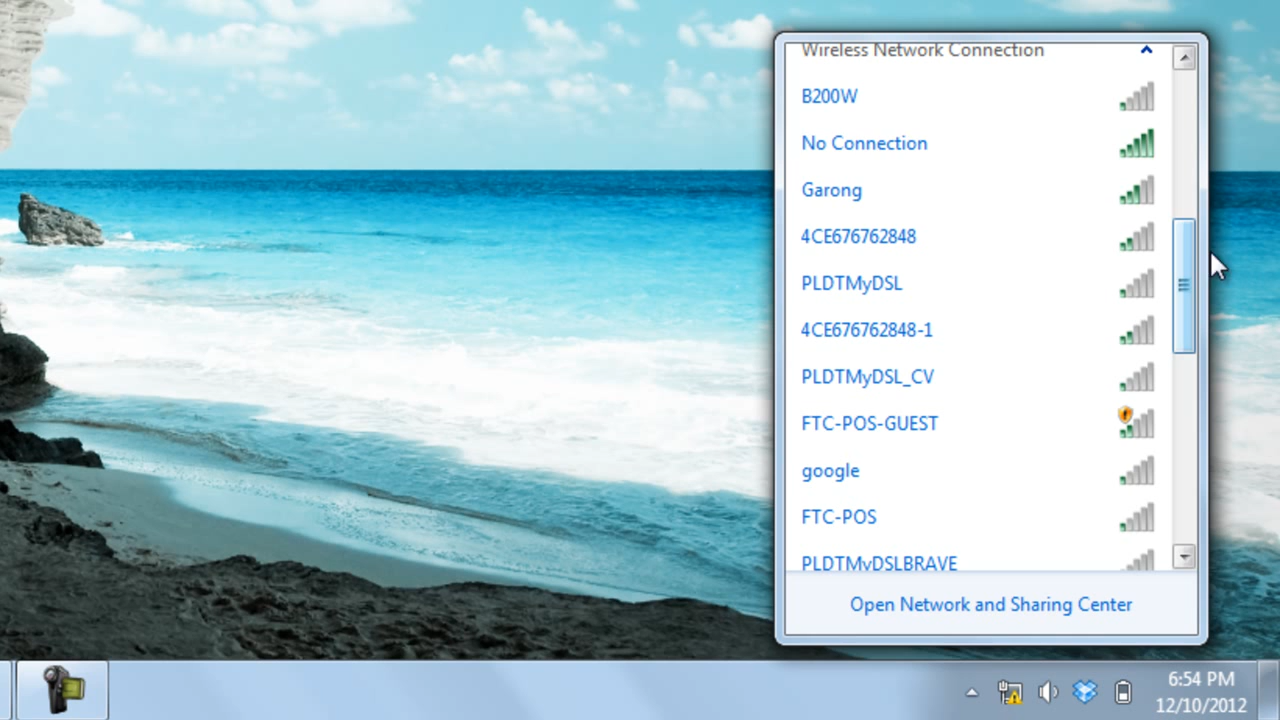 Wireless Network Connection
B200W
No Connection
Garong
4CE676762848
PLDTMyDSL
4CE676762848-1
PLDTMyDSL_CV
FTC-POS-GUEST
google
FTC-POS
PLDTMyDSLBRAVE
Open Network and Sharing Center
6:54 PM
12/10/2012